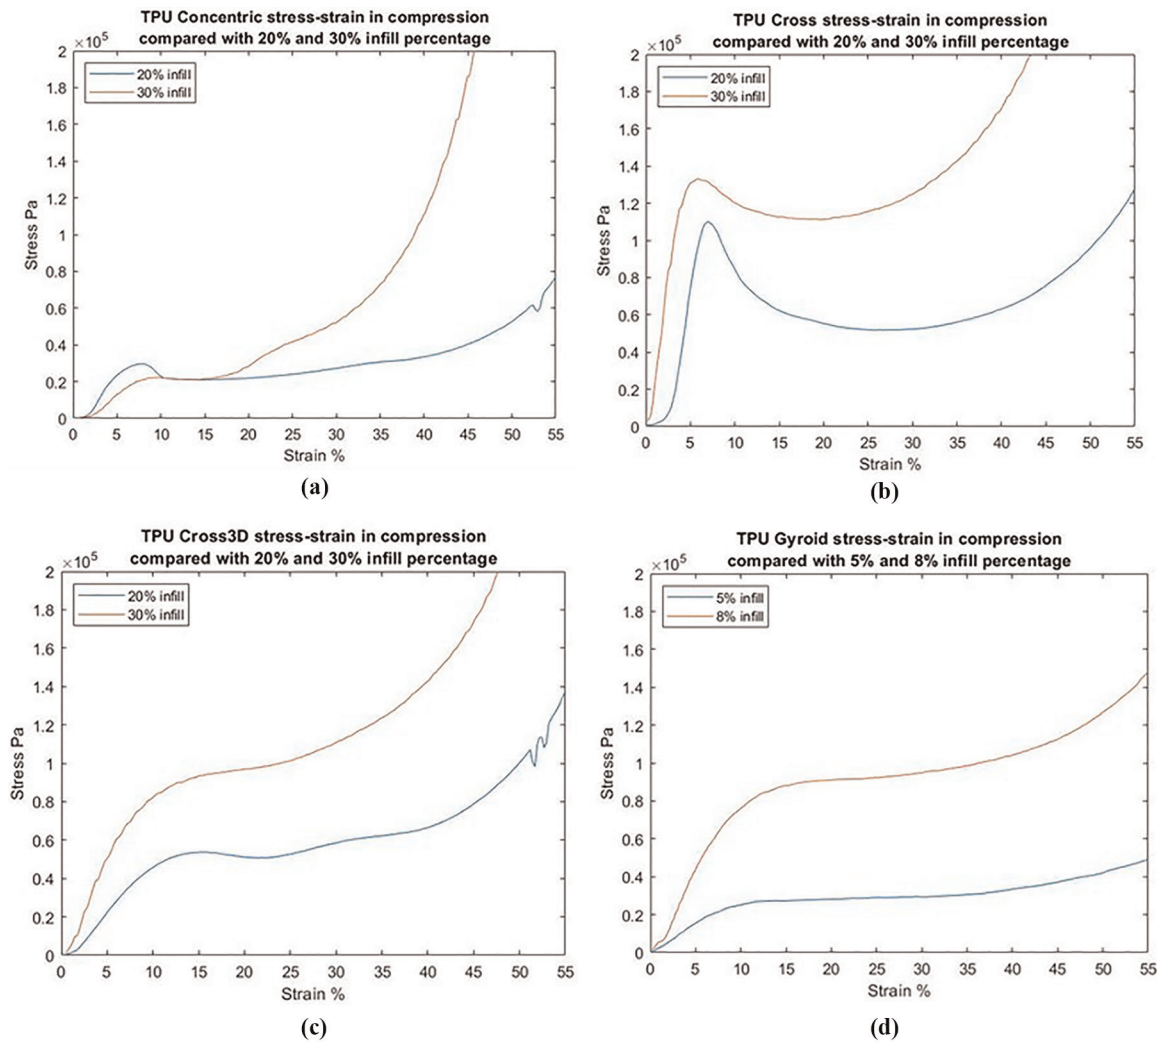 TPU Concentric stress-strain in compression
compared with 20% and 30% infill percentage
×10⁵
2
1.8
1.6
1.4
1.2
1
0.8
0.6
0.4
0.2
0
Stress Pa
20% infill
30% infill
0 5 10 15 20 25 30 35 40 45 50 55
Strain %
(a)
TPU Cross stress-strain in compression
compared with 20% and 30% infill percentage
×10⁵
2
1.8
1.6
1.4
1.2
1
0.8
0.6
0.4
0.2
0
Stress Pa
20% infill
30% infill
0 5 10 15 20 25 30 35 40 45 50 55
Strain %
(b)
TPU Cross3D stress-strain in compression
compared with 20% and 30% infill percentage
×10⁵
2
1.8
1.6
1.4
1.2
1
0.8
0.6
0.4
0.2
0
Stress Pa
20% infill
30% infill
0 5 10 15 20 25 30 35 40 45 50 55
Strain %
(c)
TPU Gyroid stress-strain in compression
compared with 5% and 8% infill percentage
×10⁵
2
1.8
1.6
1.4
1.2
1
0.8
0.6
0.4
0.2
0
Stress Pa
5% infill
8% infill
0 5 10 15 20 25 30 35 40 45 50 55
Strain %
(d)